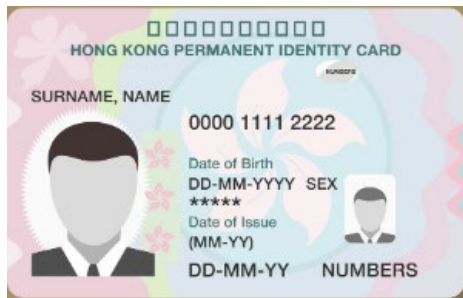 HONG KONG PERMANENT IDENTITY CARD
NUMBERS
SURNAME, NAME
0000 1111 2222
Date of Birth
DD-MM-YYYY SEX
*****
Date of Issue
(MM-YY)
DD-MM-YY NUMBERS